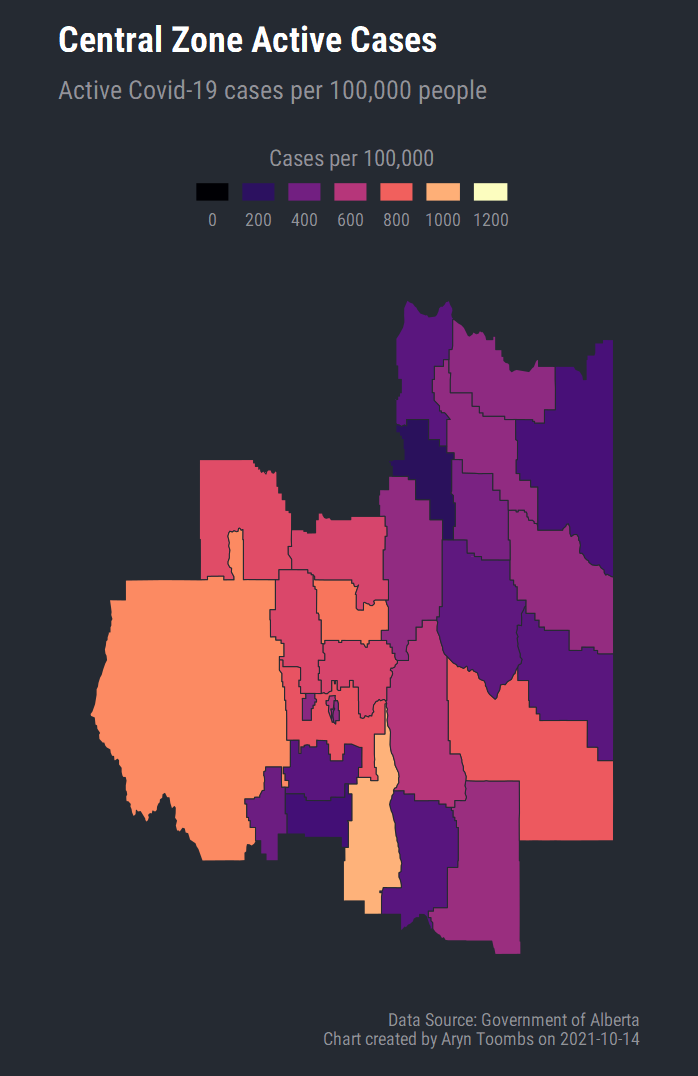 Central Zone Active Cases
Active Covid-19 cases per 100,000 people
Cases per 100,000
0 200 400 600 800 1000 1200
Data Source: Government of Alberta
Chart created by Aryn Toombs on 2021-10-14